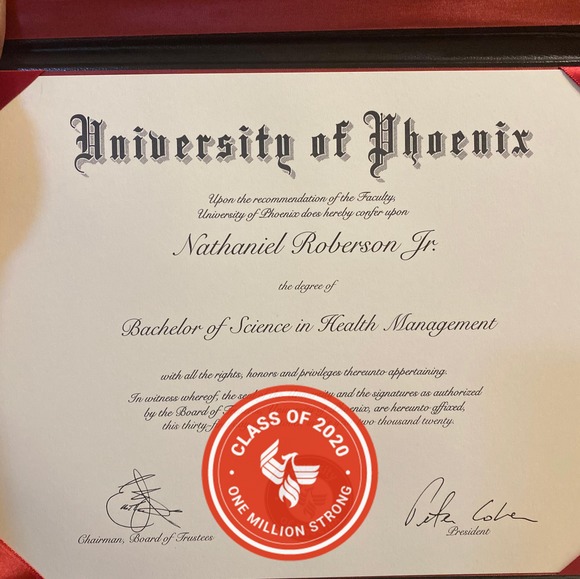 University of Phoenix
Upon the recommendation of the Faculty,
University of Phoenix does hereby confer upon
Nathaniel Roberson Jr.
the degree of
Bachelor of Science in Health Management
with all the rights, honors and privileges thereunto appertaining.
In witness whereof, the and the signatures as authorized
by the Board of are hereunto affixed,
this two thousand twenty.
CLASS OF 2020
ONE MILLION STRONG
Chairman, Board of Trustees
Peter Cohen
President